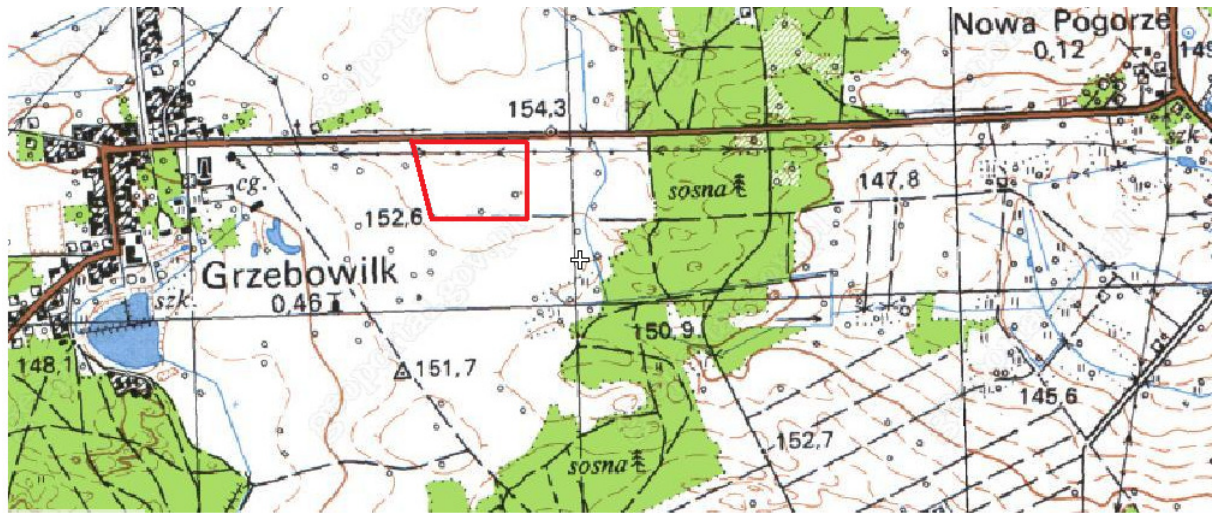 Nowa Pogorze
0,12
149
154,3
szk
cg
sosna
147,8
152,6
Grzebowilk
0,46
szk.
150,9
148,1
151,7
145,6
152,7
sosna